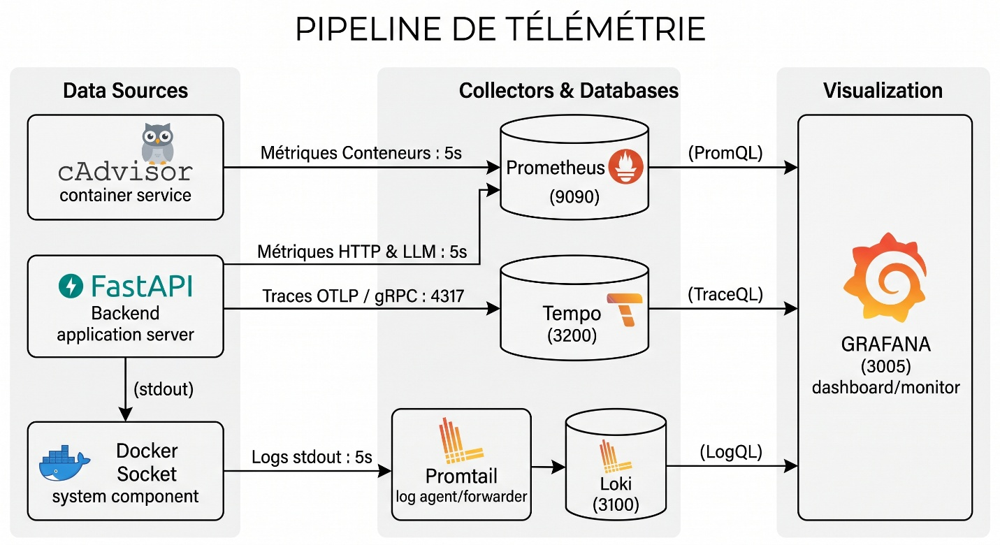 PIPELINE DE TÉLÉMÉTRIE
Data Sources
cAdvisor
container service
FastAPI
Backend
application server
(stdout)
Docker
Socket
system component
Métriques Conteneurs : 5s
Métriques HTTP & LLM : 5s
Traces OTLP / gRPC : 4317
Logs stdout : 5s
Collectors & Databases
Prometheus
(9090)
Tempo
(3200)
Promtail
log agent/forwarder
Loki
(3100)
(PromQL)
(TraceQL)
(LogQL)
Visualization
GRAFANA
(3005)
dashboard/monitor